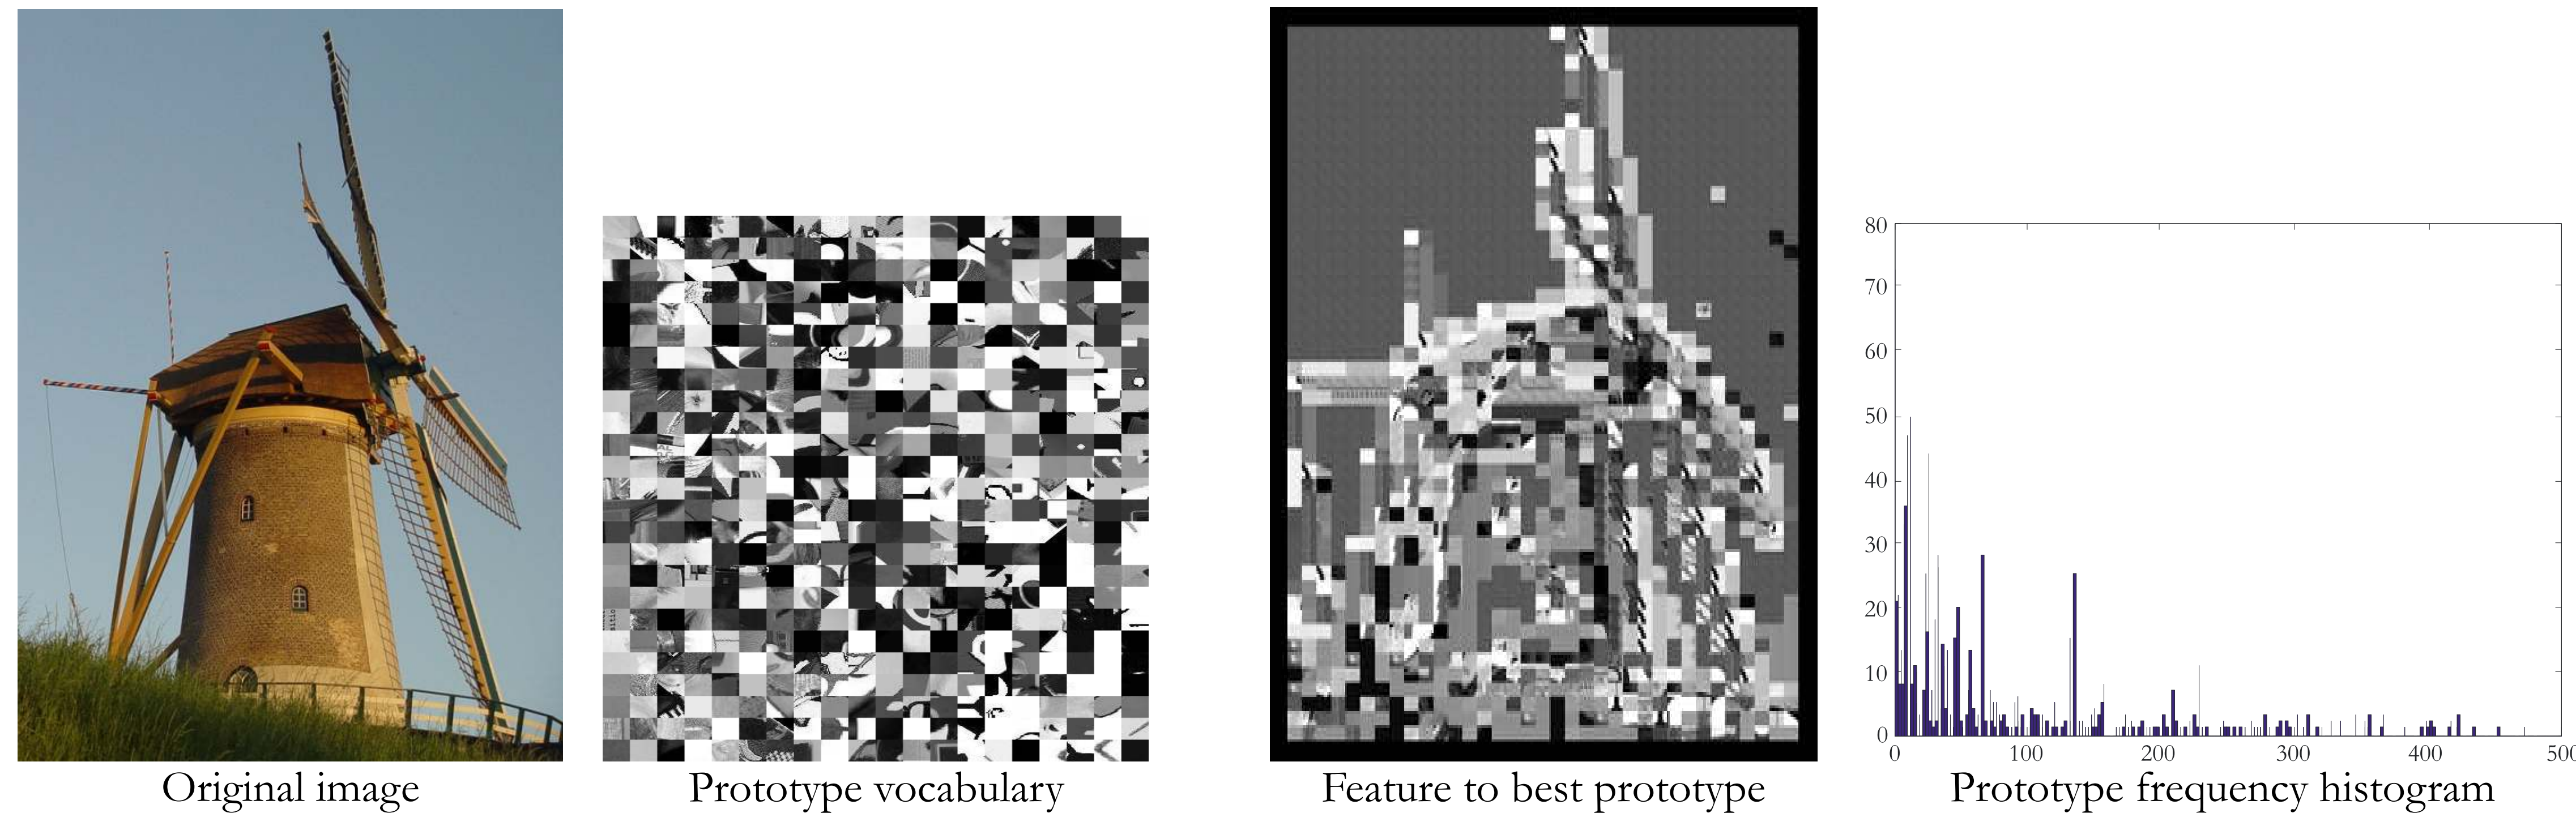 80
70
60
50
40
30
20
10
0
0 100 200 300 400 500
Original image
Prototype vocabulary
Feature to best prototype
Prototype frequency histogram